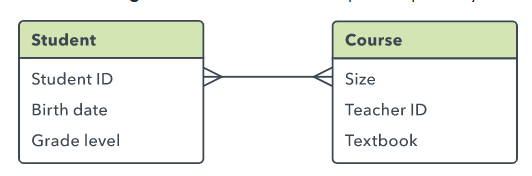 Student
Student ID
Birth date
Grade level
Course
Size
Teacher ID
Textbook